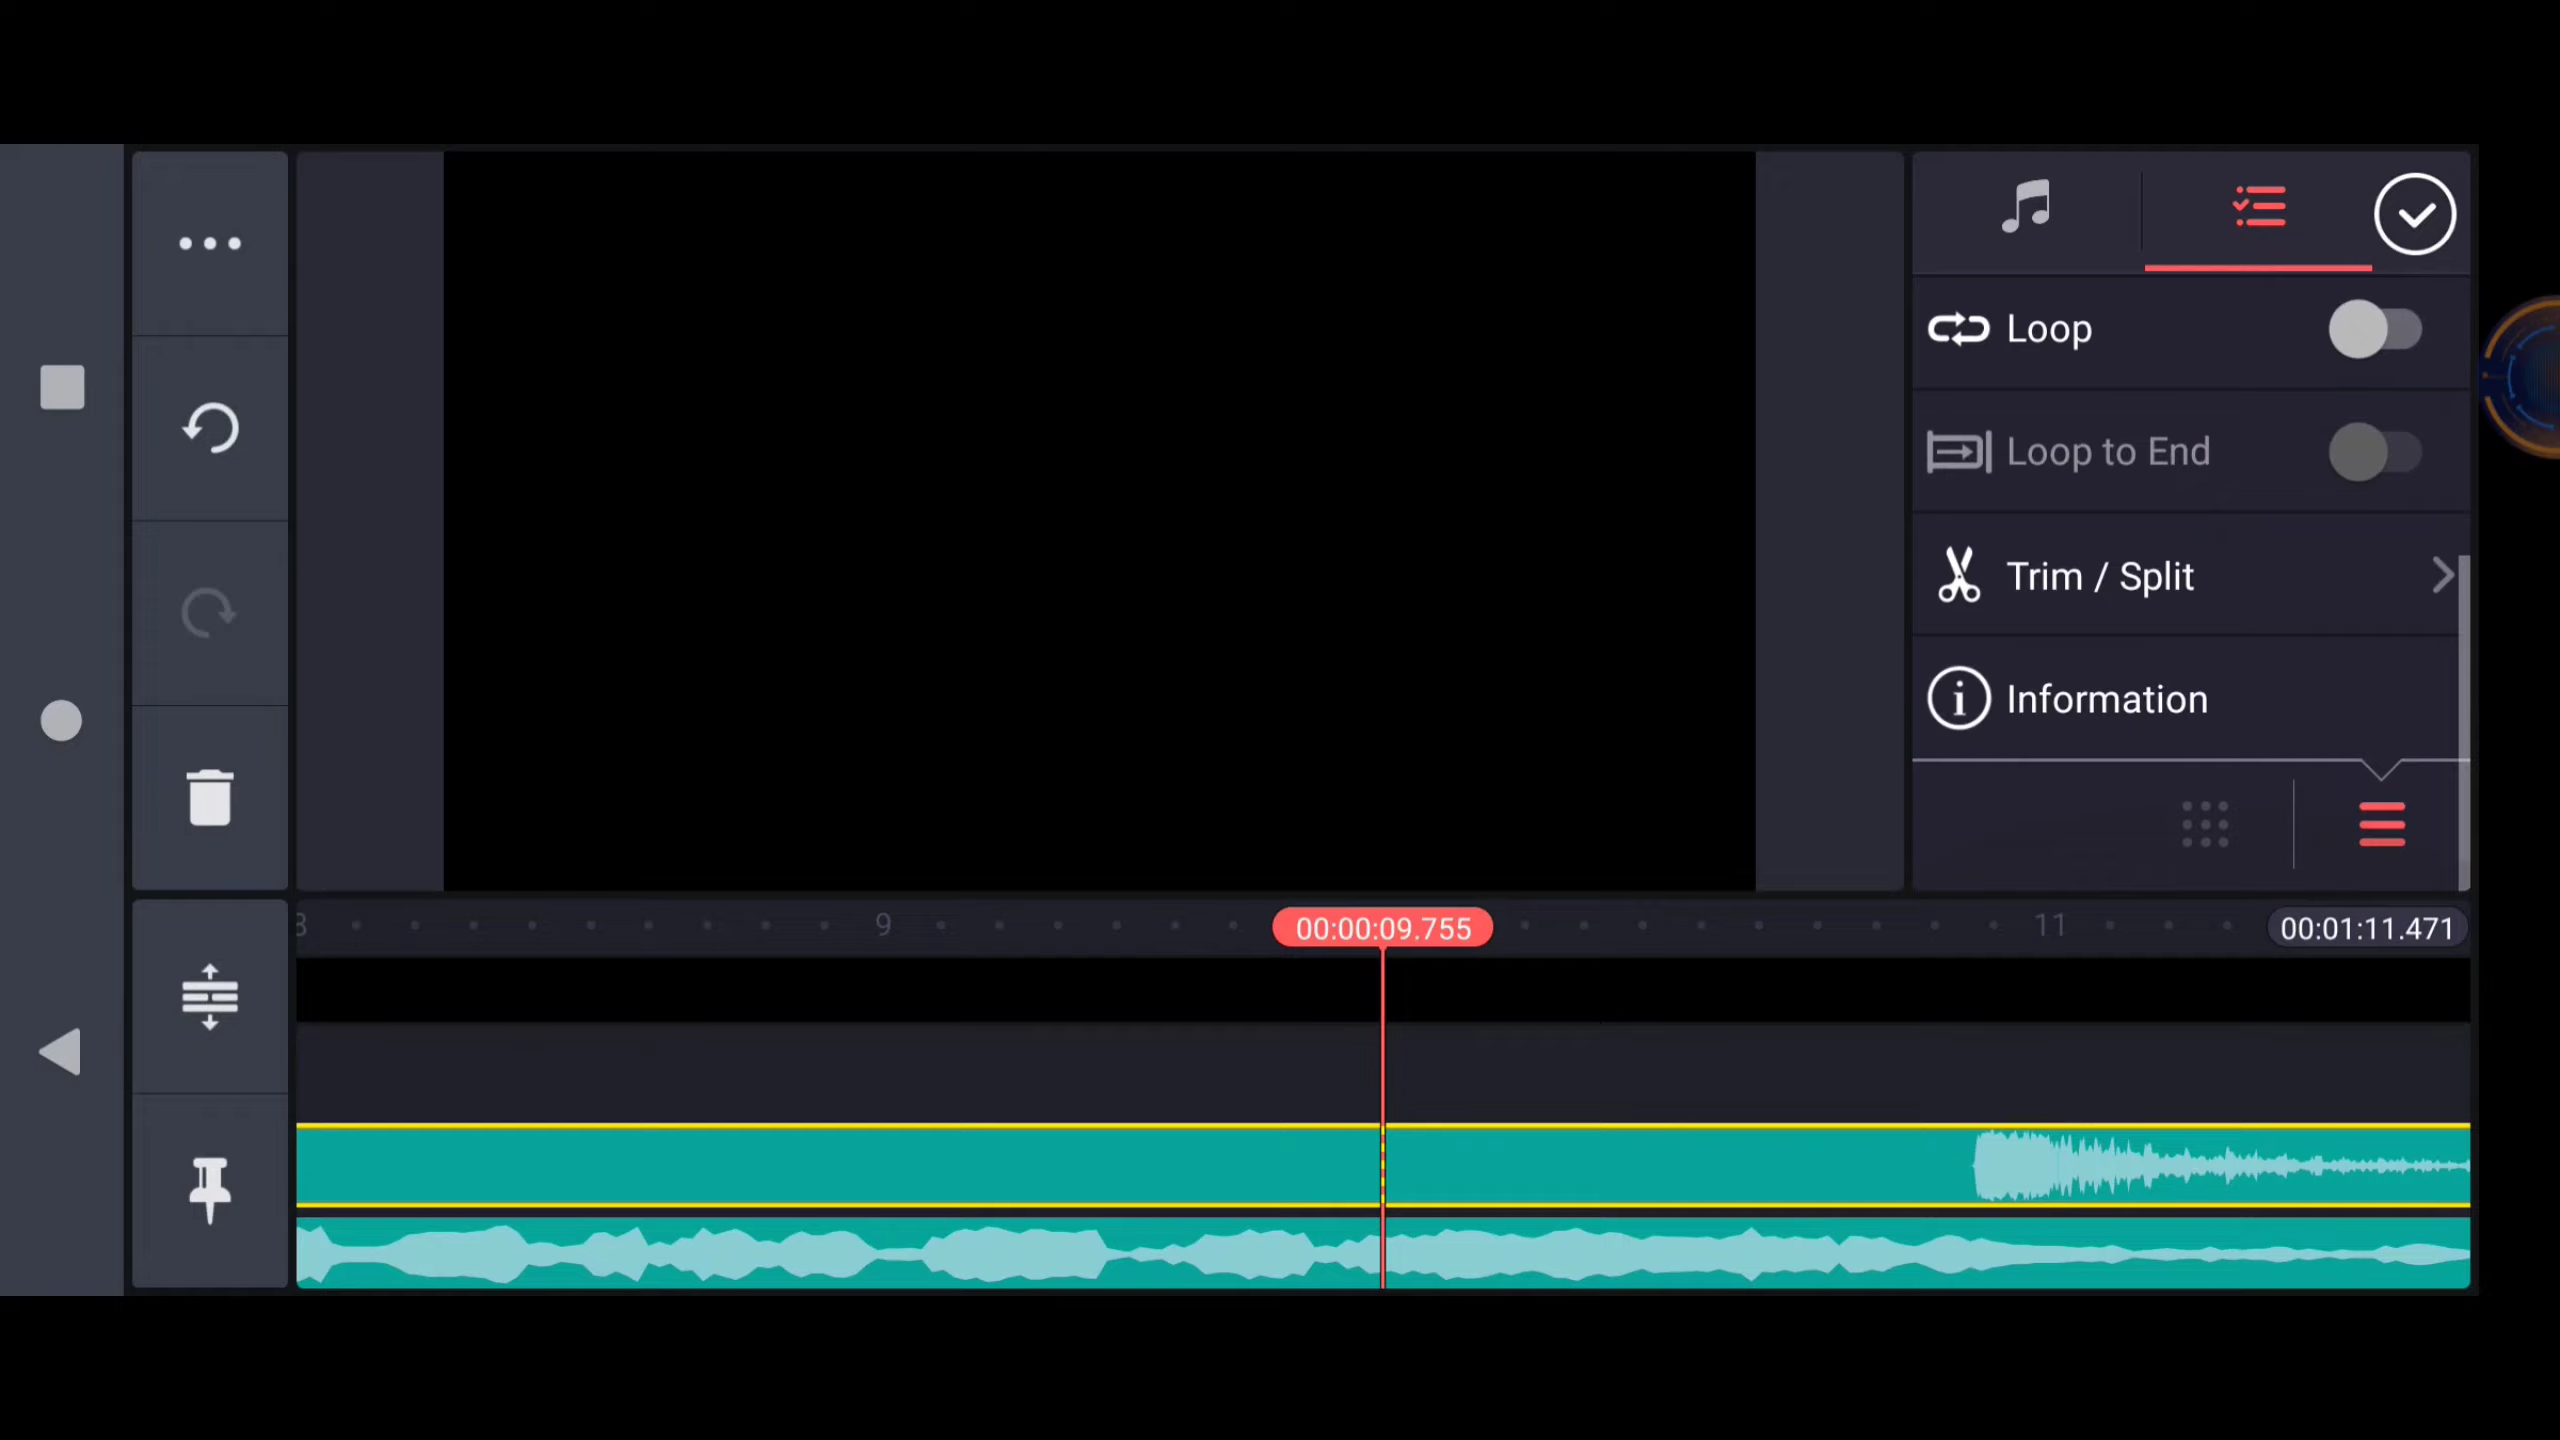 Loop
Loop to End
Trim / Split
Information
9
00:00:09.755
11
00:01:11.471